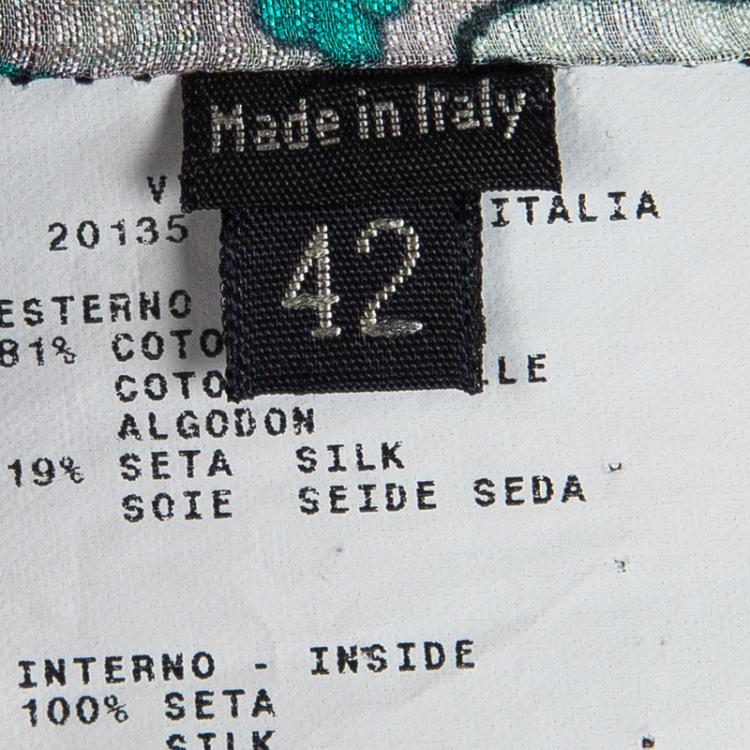 Made in Italy
42
V
20135 ITALIA
ESTERNO
81% COTO
COTO LLE
ALGODON
19% SETA SILK
SOIE SEIDE SEDA
INTERNO - INSIDE
100% SETA
SILK